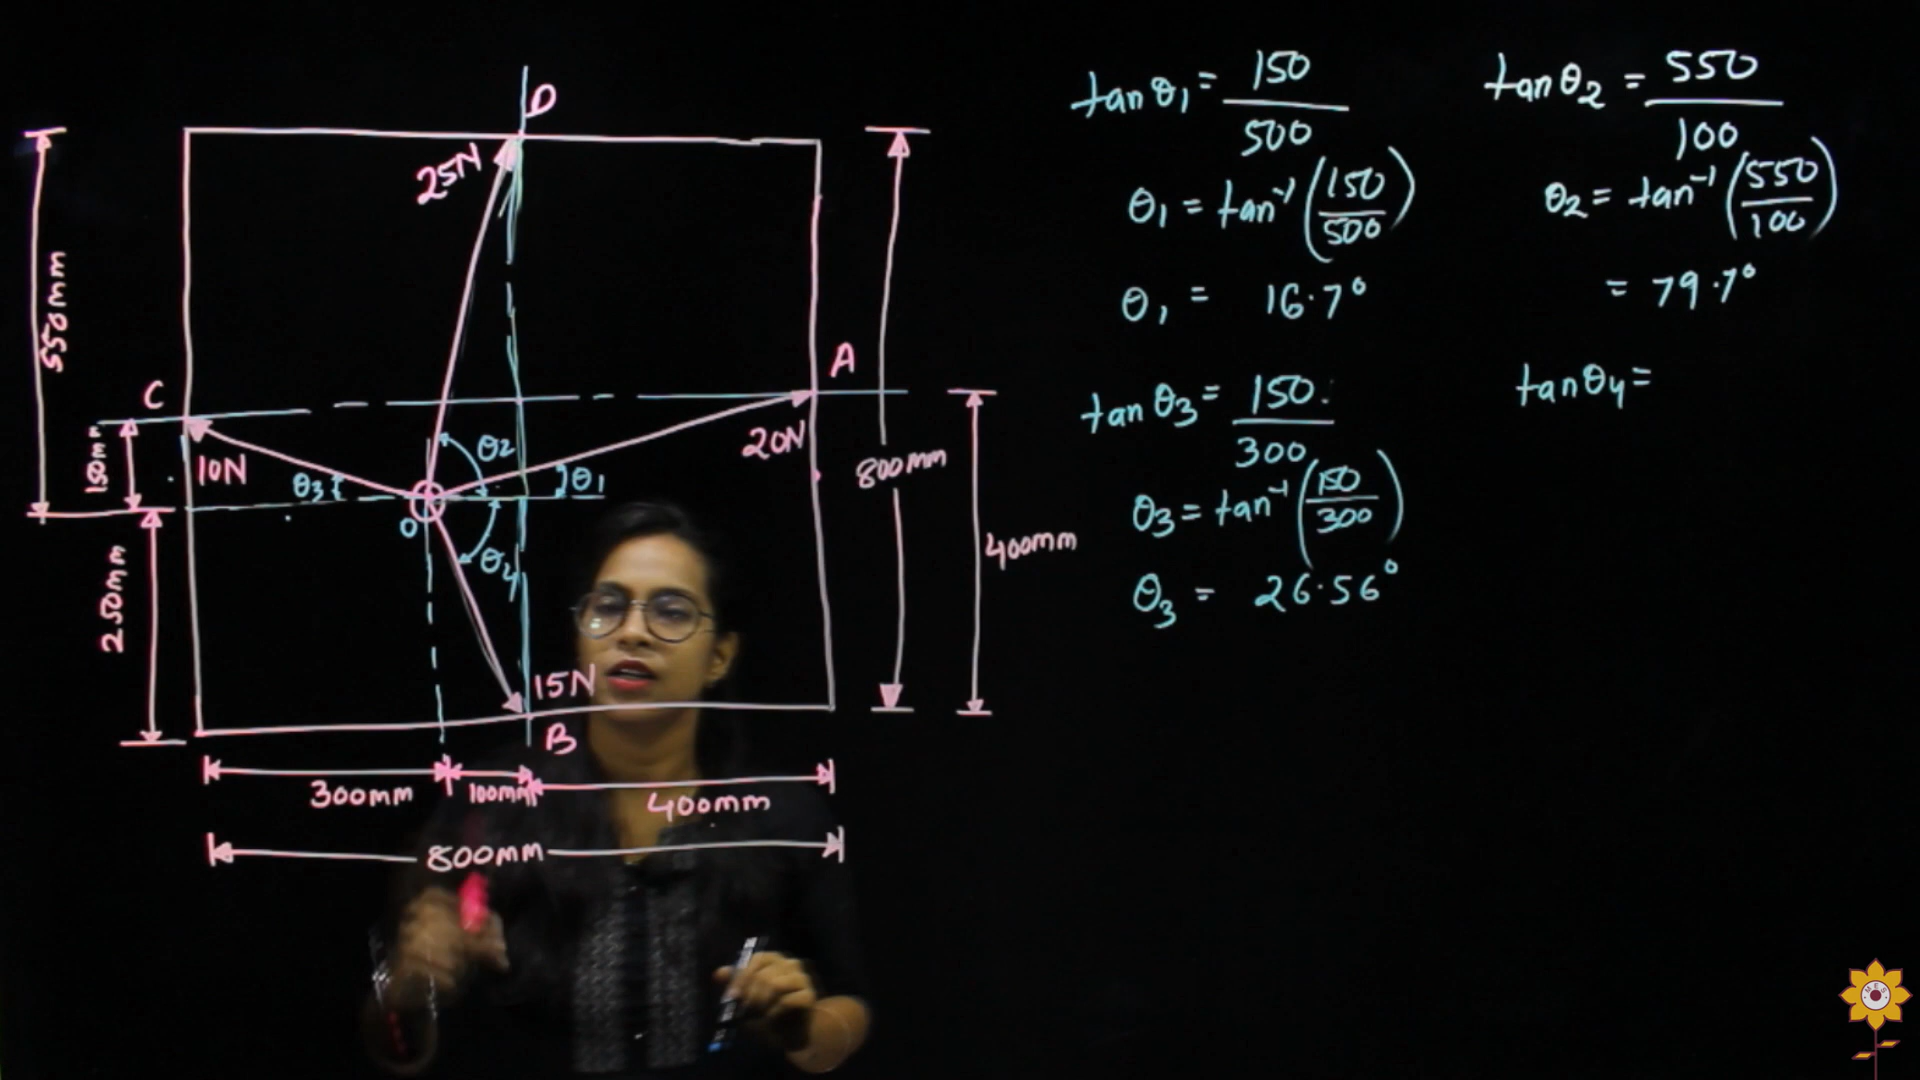 D
25N
550mm
A
C
150mm
10N
θ3
θ2
θ1
20N
800mm
O
θ4
400mm
250mm
15N
B
300mm
100mm
400mm
800mm
tan θ1 = 150
500
θ1 = tan⁻¹ (150
500)
θ1 = 16.7°
tan θ3 = 150.
300
θ3 = tan⁻¹ (150
300)
θ3 = 26.56°
tan θ2 = 550
100
θ2 = tan⁻¹ (550
100)
= 79.7°
tan θ4 =
MES